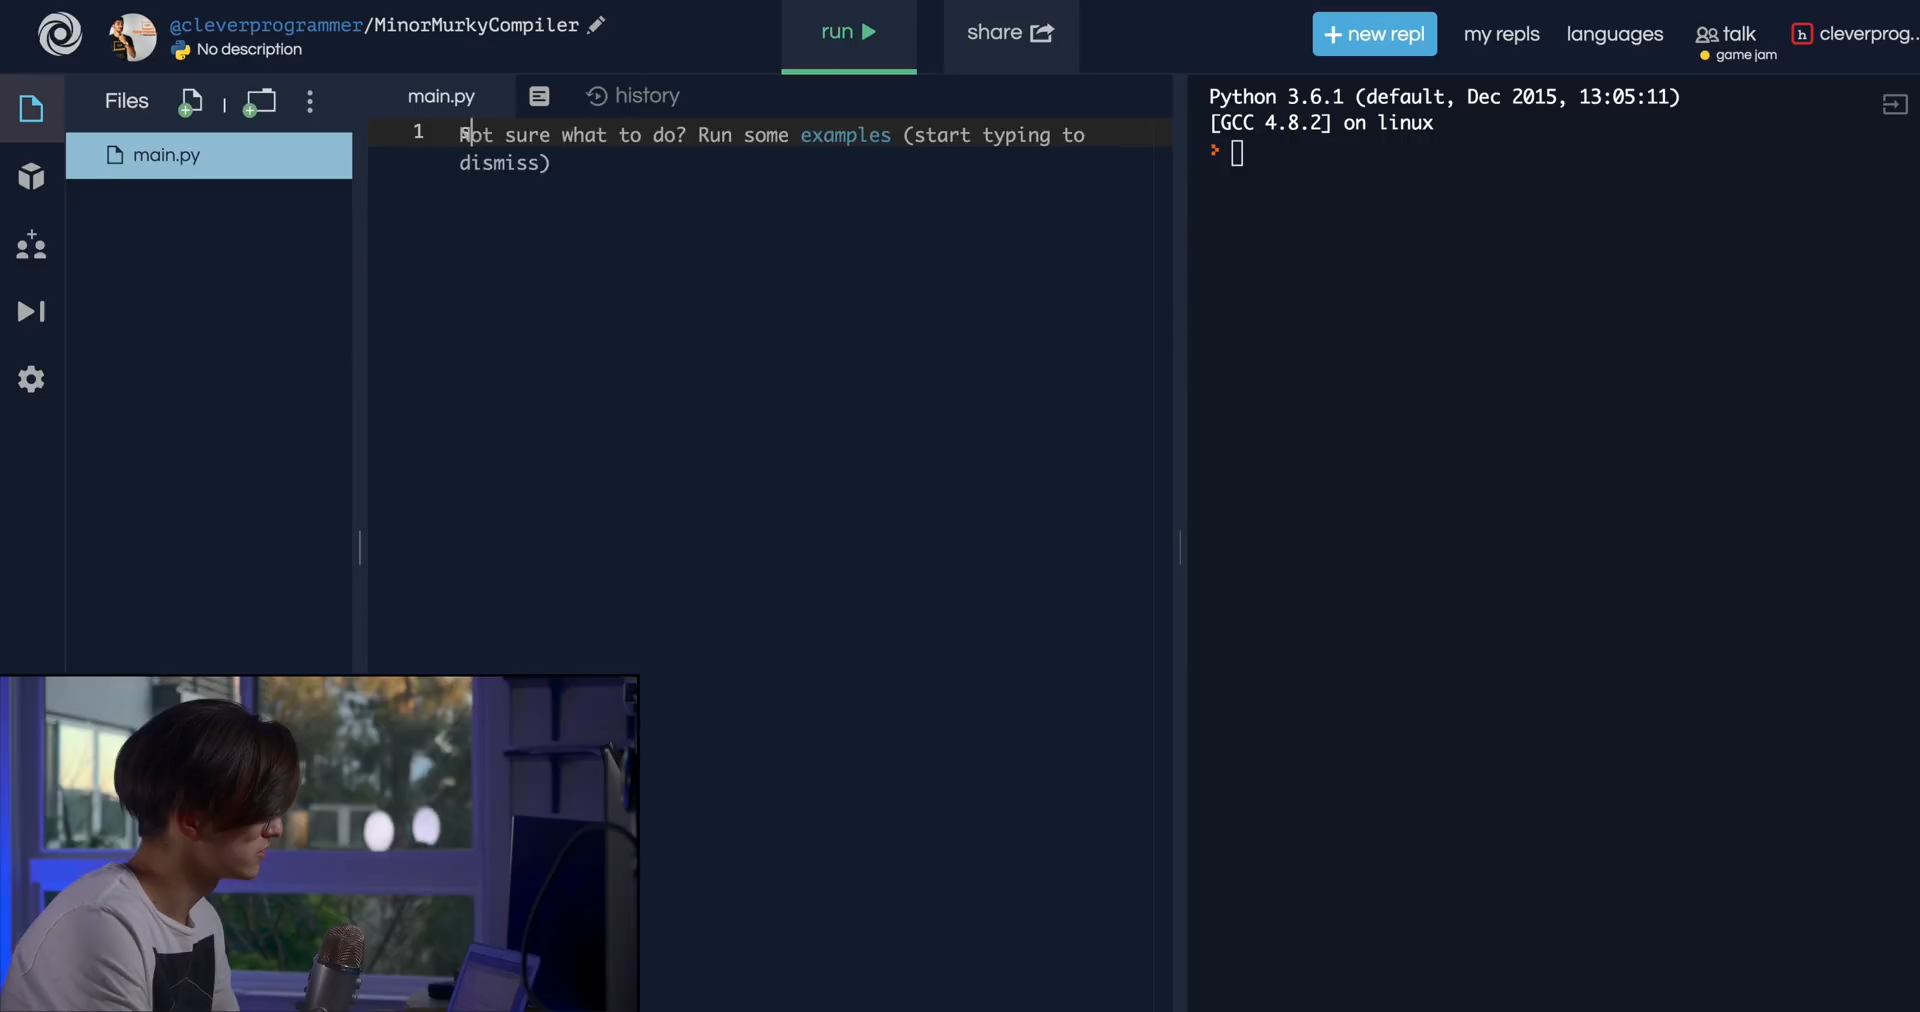 @cleverprogrammer/MinorMurkyCompiler
No description
run
share
+ new repl
my repls
languages
talk
game jam
h
cleverprog..
Files
main.py
main.py
history
1
Not sure what to do? Run some examples (start typing to
dismiss)
Python 3.6.1 (default, Dec 2015, 13:05:11)
[GCC 4.8.2] on linux
>